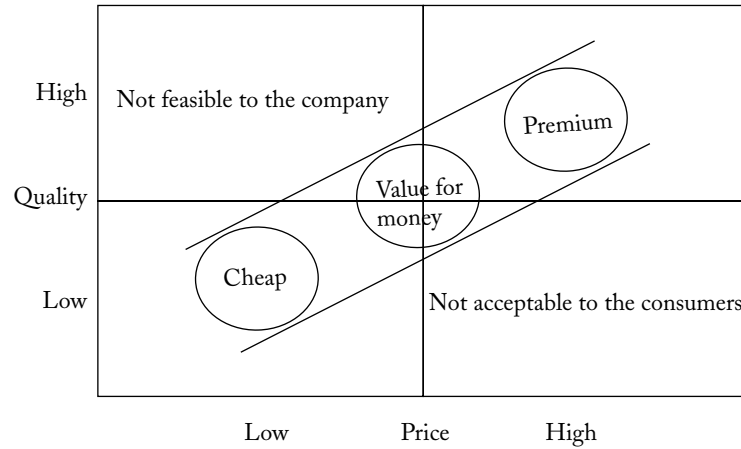 High
Not feasible to the company
Premium
Quality
Value for
money
Cheap
Low
Not acceptable to the consumers
Low
Price
High